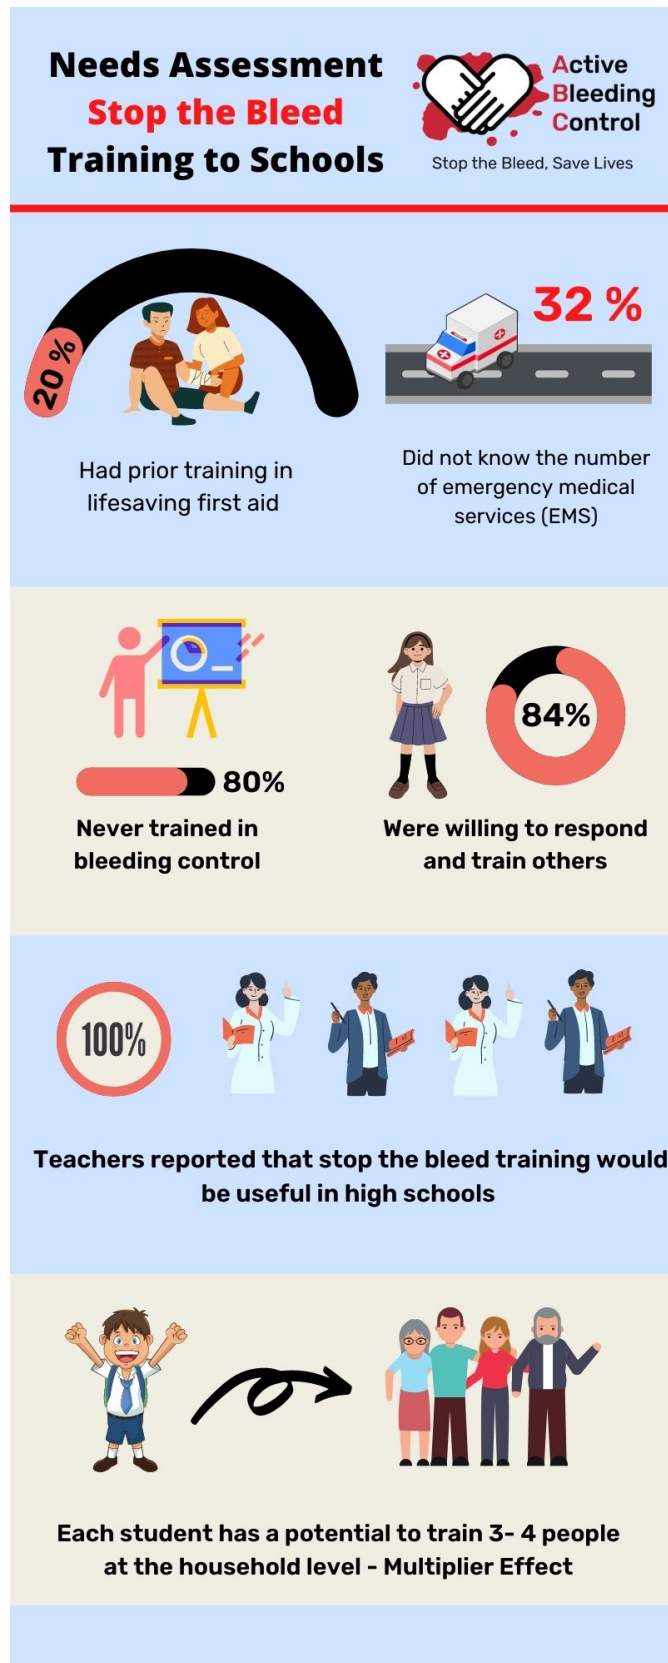 Needs Assessment
Stop the Bleed
Training to Schools
Active
Bleeding
Control
Stop the Bleed, Save Lives
20 %
Had prior training in
lifesaving first aid
32 %
Did not know the number
of emergency medical
services (EMS)
80%
Never trained in
bleeding control
84%
Were willing to respond
and train others
100%
Teachers reported that stop the bleed training would
be useful in high schools
Each student has a potential to train 3- 4 people
at the household level - Multiplier Effect